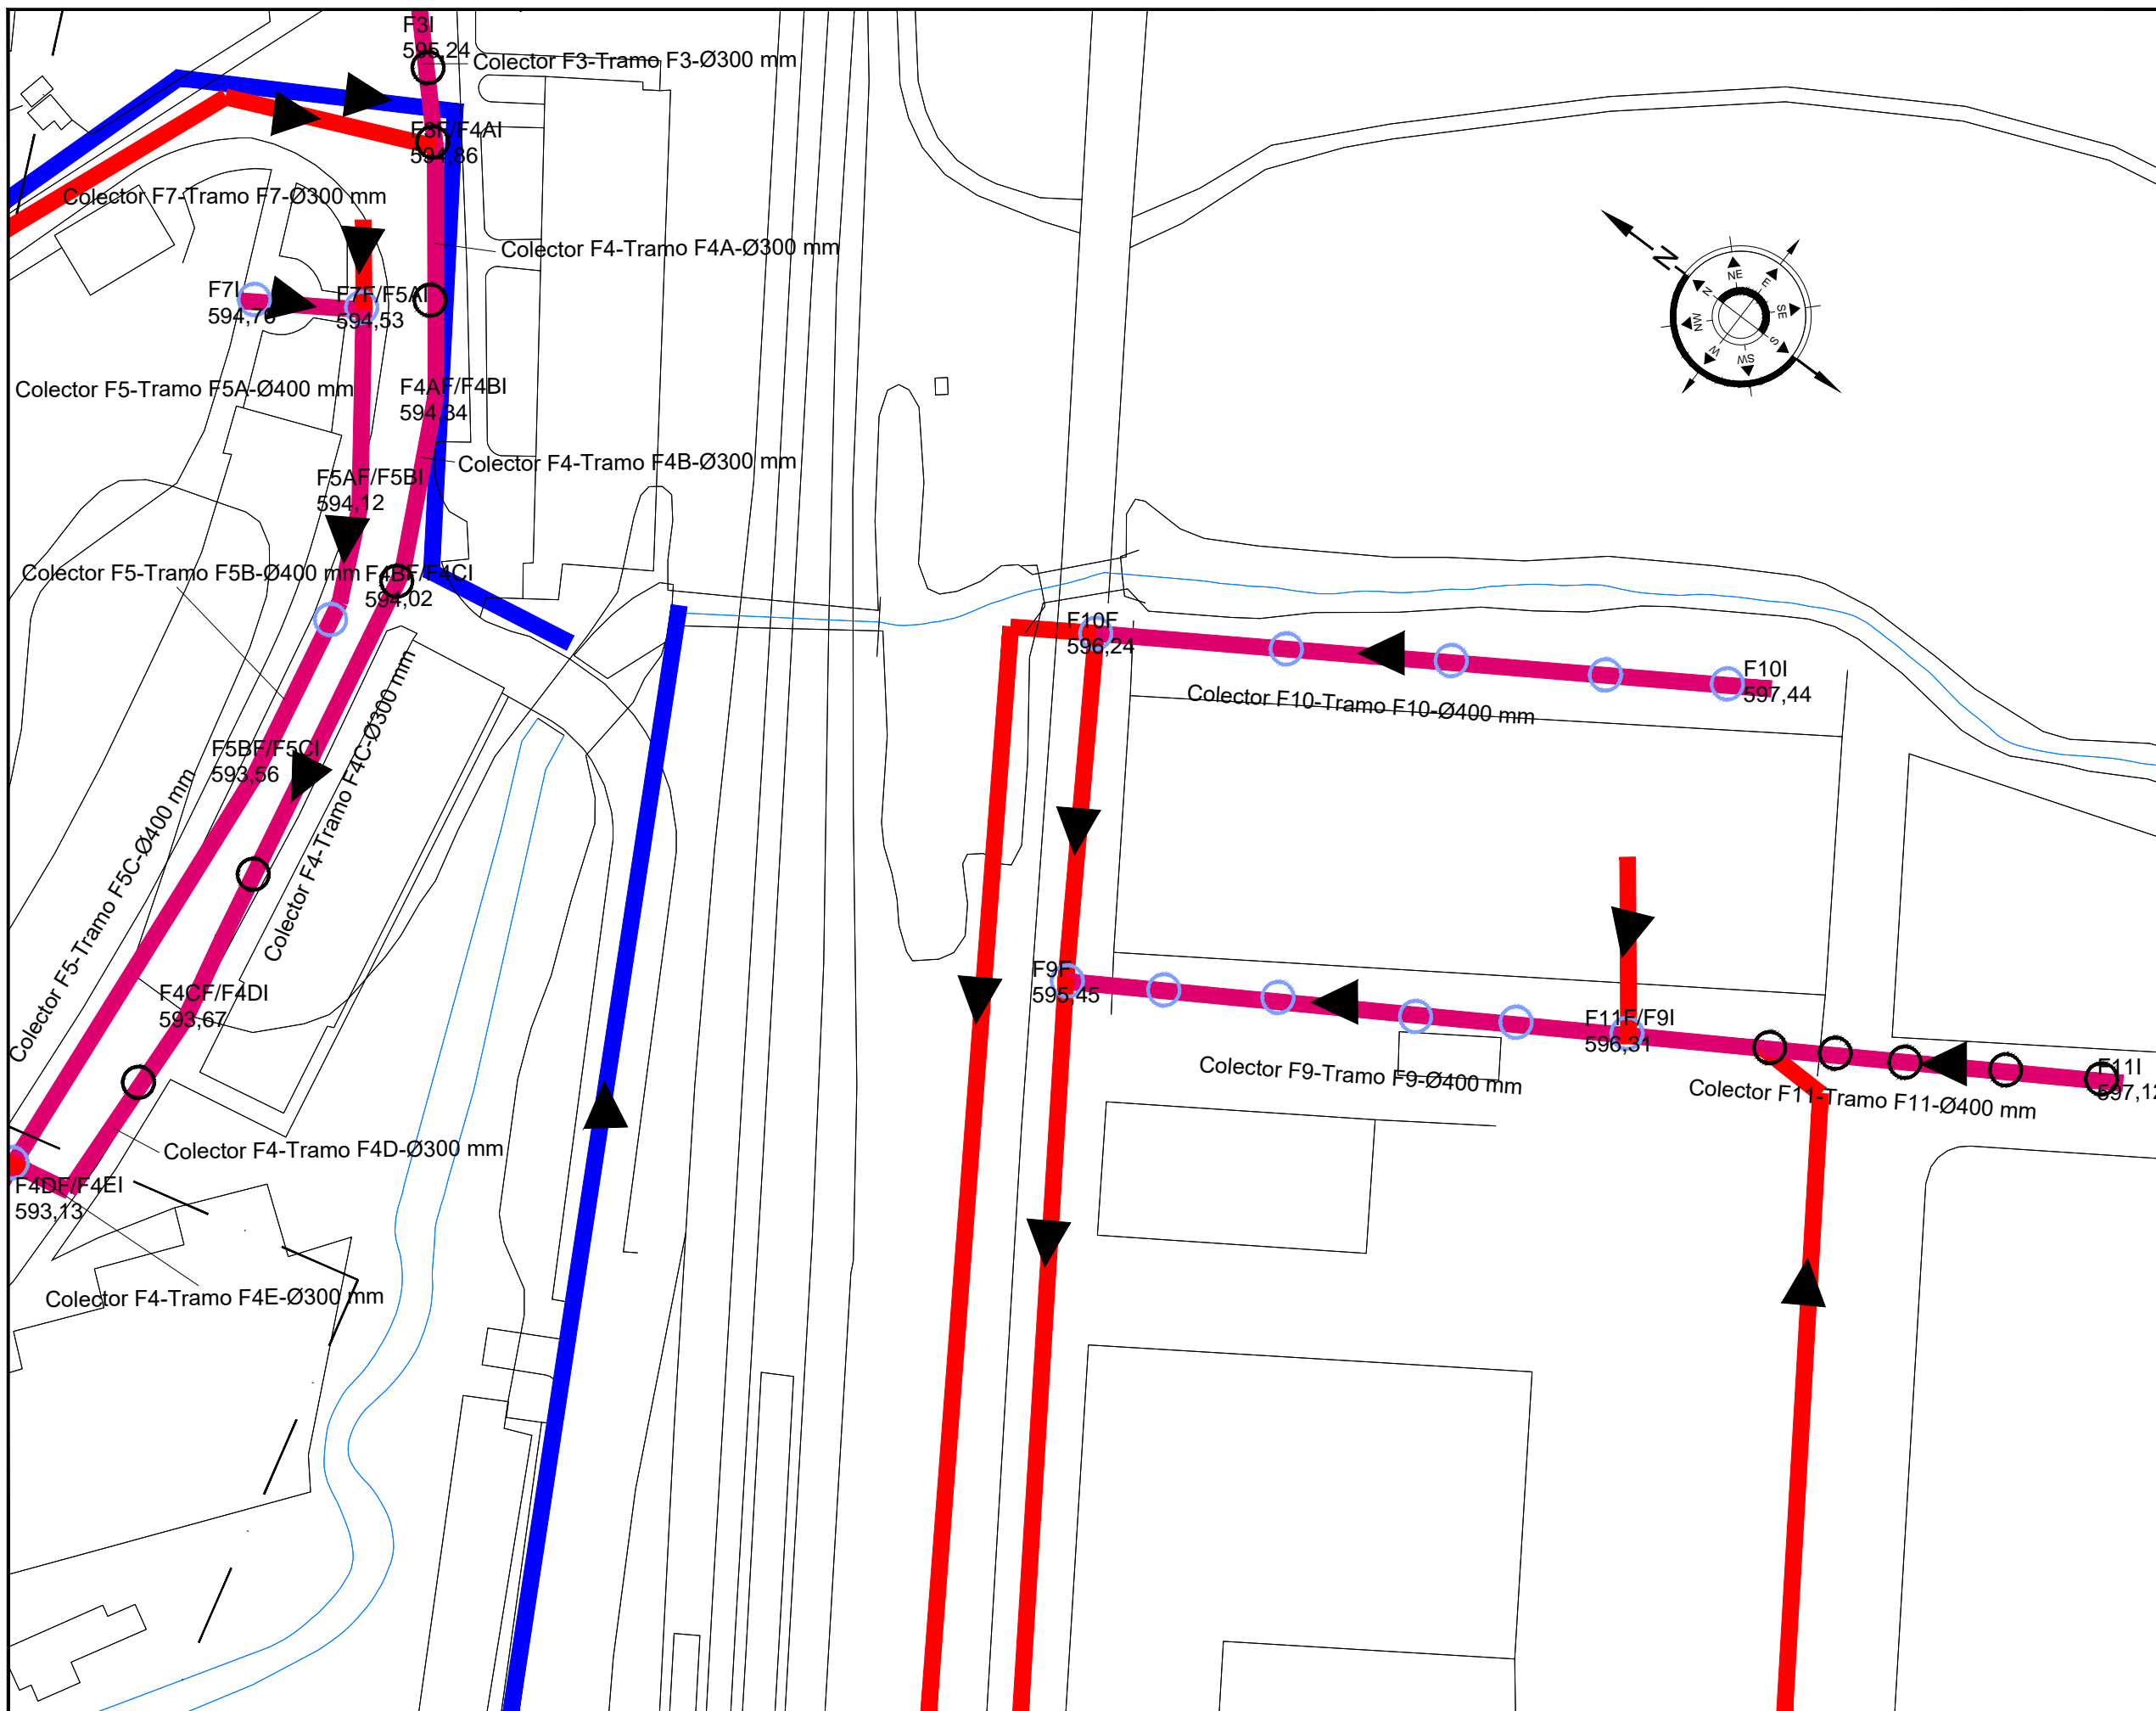 F3I
595,24
Colector F3-Tramo F3-Ø300 mm
F3F/F4AI
594,86
Colector F7-Tramo F7-Ø300 mm
Colector F4-Tramo F4A-Ø300 mm
F7I
594,76
F7F/F5AI
594,53
Colector F5-Tramo F5A-Ø400 mm
F4AF/F4BI
594,34
Colector F4-Tramo F4B-Ø300 mm
F5AF/F5BI
594,12
Colector F5-Tramo F5B-Ø400 mm
F4BF/F4CI
594,02
F5BF/F5CI
593,56
Colector F4-Tramo F4C-Ø300 mm
Colector F5-Tramo F5C-Ø400 mm
F4CF/F4DI
593,67
Colector F4-Tramo F4D-Ø300 mm
F4DF/F4EI
593,13
Colector F4-Tramo F4E-Ø300 mm
N
N
NE
E
SE
S
SW
W
NW
F10F
596,24
F10I
597,44
Colector F10-Tramo F10-Ø400 mm
F9F
595,45
F11F/F9I
596,31
Colector F9-Tramo F9-Ø400 mm
F11I
597,12
Colector F11-Tramo F11-Ø400 mm